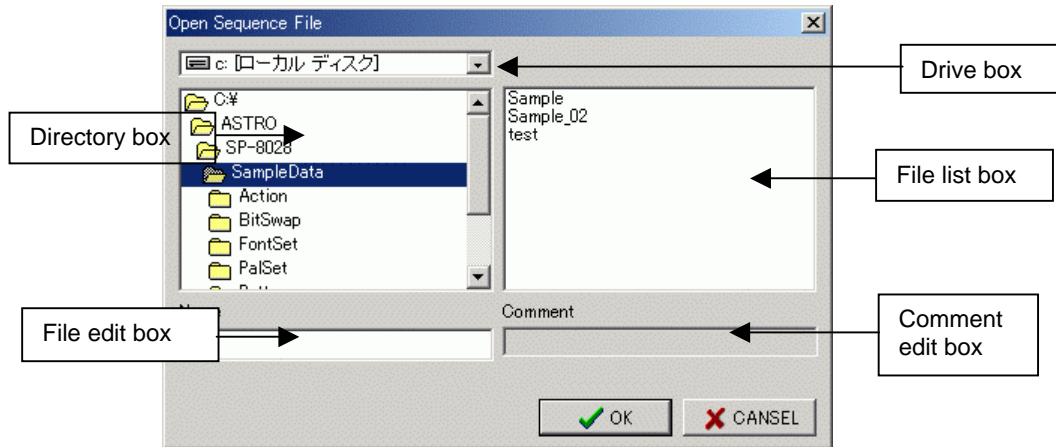 Open Sequence File
c: [ローカル ディスク]
Drive box
C:¥
ASTRO
SP-8028
SampleData
Action
BitSwap
FontSet
PalSet
Directory box
Sample
Sample_02
test
File list box
Comment
File edit box
Comment
edit box
OK
CANSEL